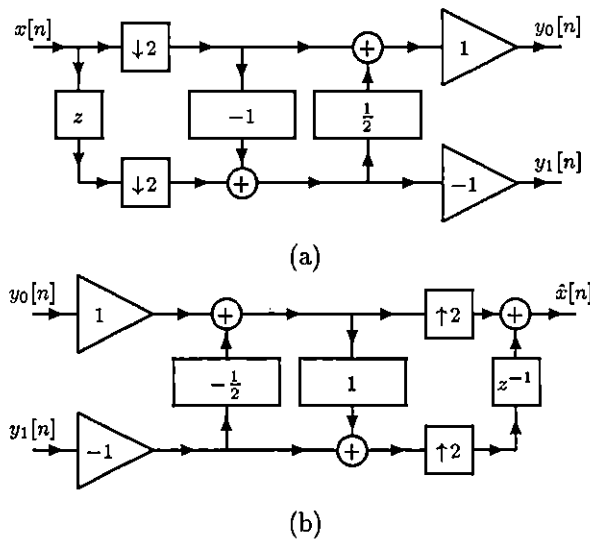 x[n] ↓2 1 y₀[n]
z −1 1/2
↓2 −1 y₁[n]
(a)
y₀[n] 1 ↑2 x̂[n]
−1/2 1 z⁻¹
y₁[n] −1 ↑2
(b)